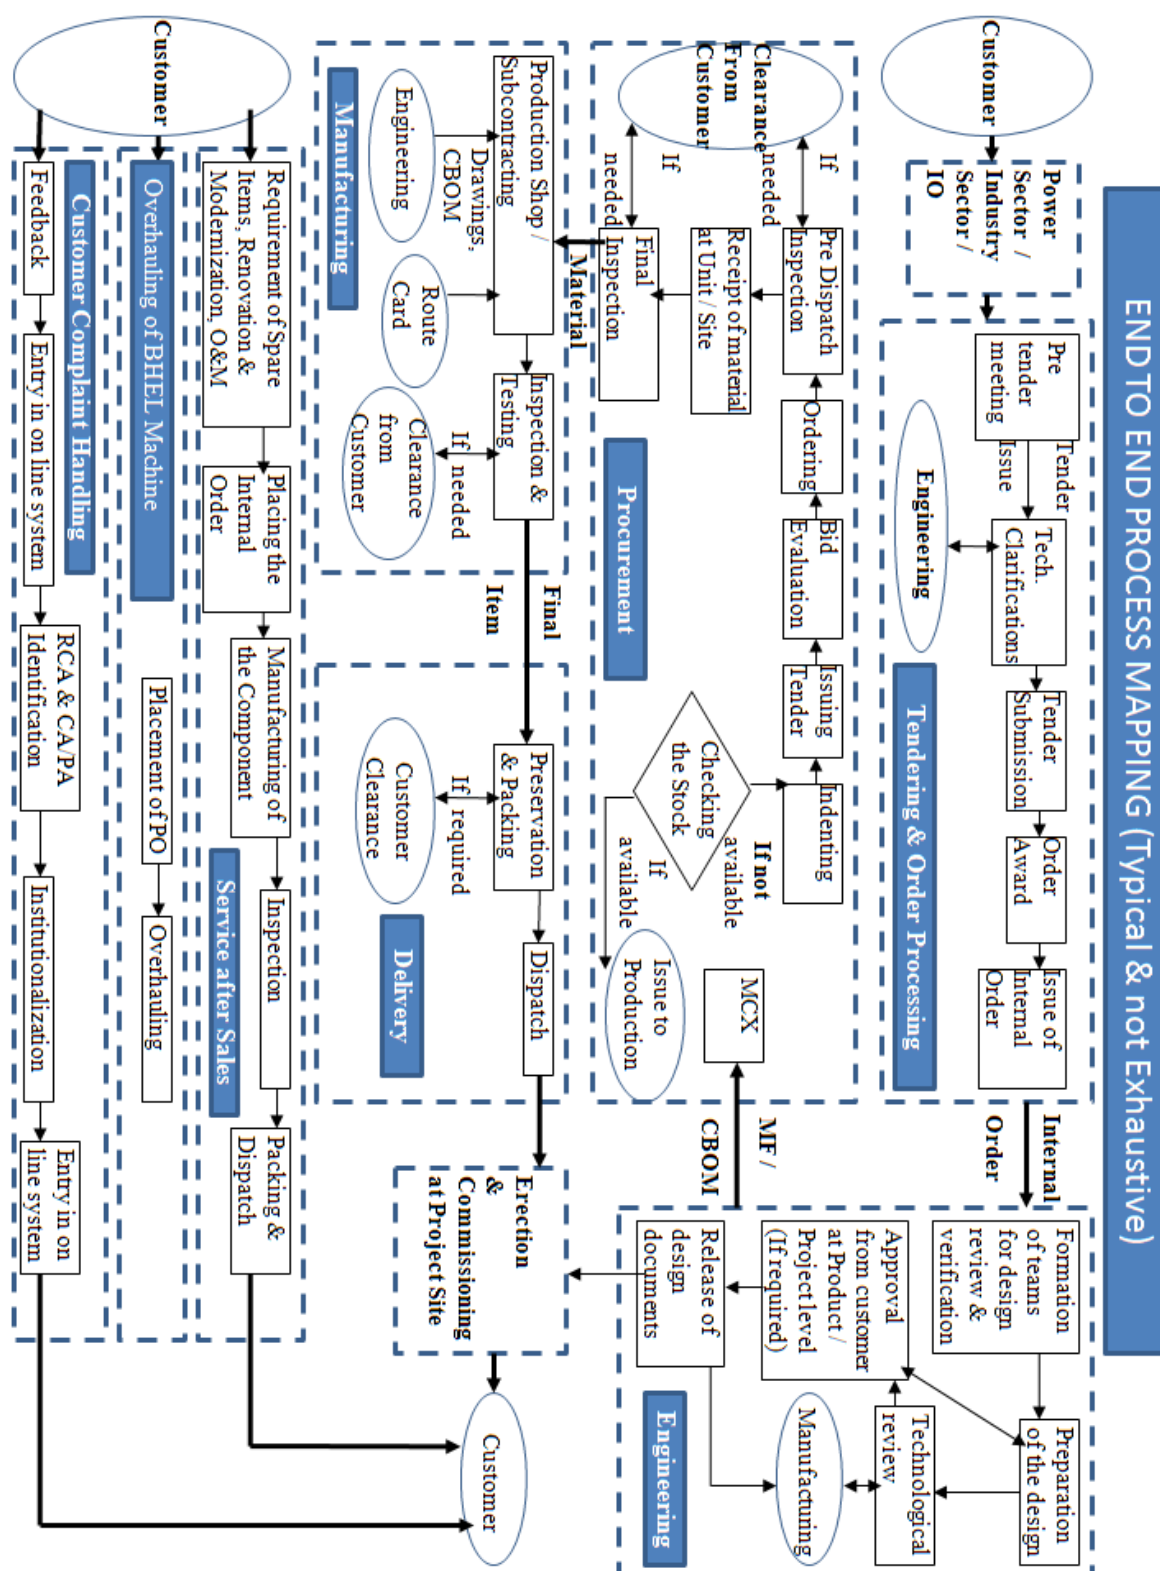 END TO END PROCESS MAPPING (Typical & not Exhaustive)
Customer
Power
Sector /
Industry
Sector /
IO
Pre
tender
meeting
Tender
Issue
Tech.
Clarifications
Engineering
Tender
Submission
Order
Award
Issue of
Internal
Order
Tendering & Order Processing
Internal
Order
Formation
of teams
for design
review &
verification
Preparation
of the design
Technological
review
Approval
from customer
at Product /
Project level
(If required)
Manufacturing
Release of
design
documents
Engineering
MF /
CBOM
MCX
Checking
the Stock
If
available
Issue to
Production
If not
available
Indenting
Issuing
Tender
Bid
Evaluation
Ordering
Pre Dispatch
Inspection
If
needed
Clearance
From
Customer
Receipt of material
at Unit / Site
Final
Inspection
If
needed
Procurement
Material
Production Shop /
Subcontracting
Drawings,
CBOM
Engineering
Route
Card
Inspection &
Testing
If needed
Clearance
from
Customer
Manufacturing
Final
Item
Preservation
& Packing
If required
Customer
Clearance
Dispatch
Delivery
Erection
&
Commissioning
at Project Site
Customer
Customer
Requirement of Spare
Items, Renovation &
Modernization, O&M
Placing the
Internal
Order
Manufacturing of
the Component
Inspection
Packing &
Dispatch
Service after Sales
Overhauling of BHEL Machine
Placement of PO
Overhauling
Customer Complaint Handling
Feedback
Entry in on line system
RCA & CA/PA
Identification
Institutionalization
Entry in on
line system